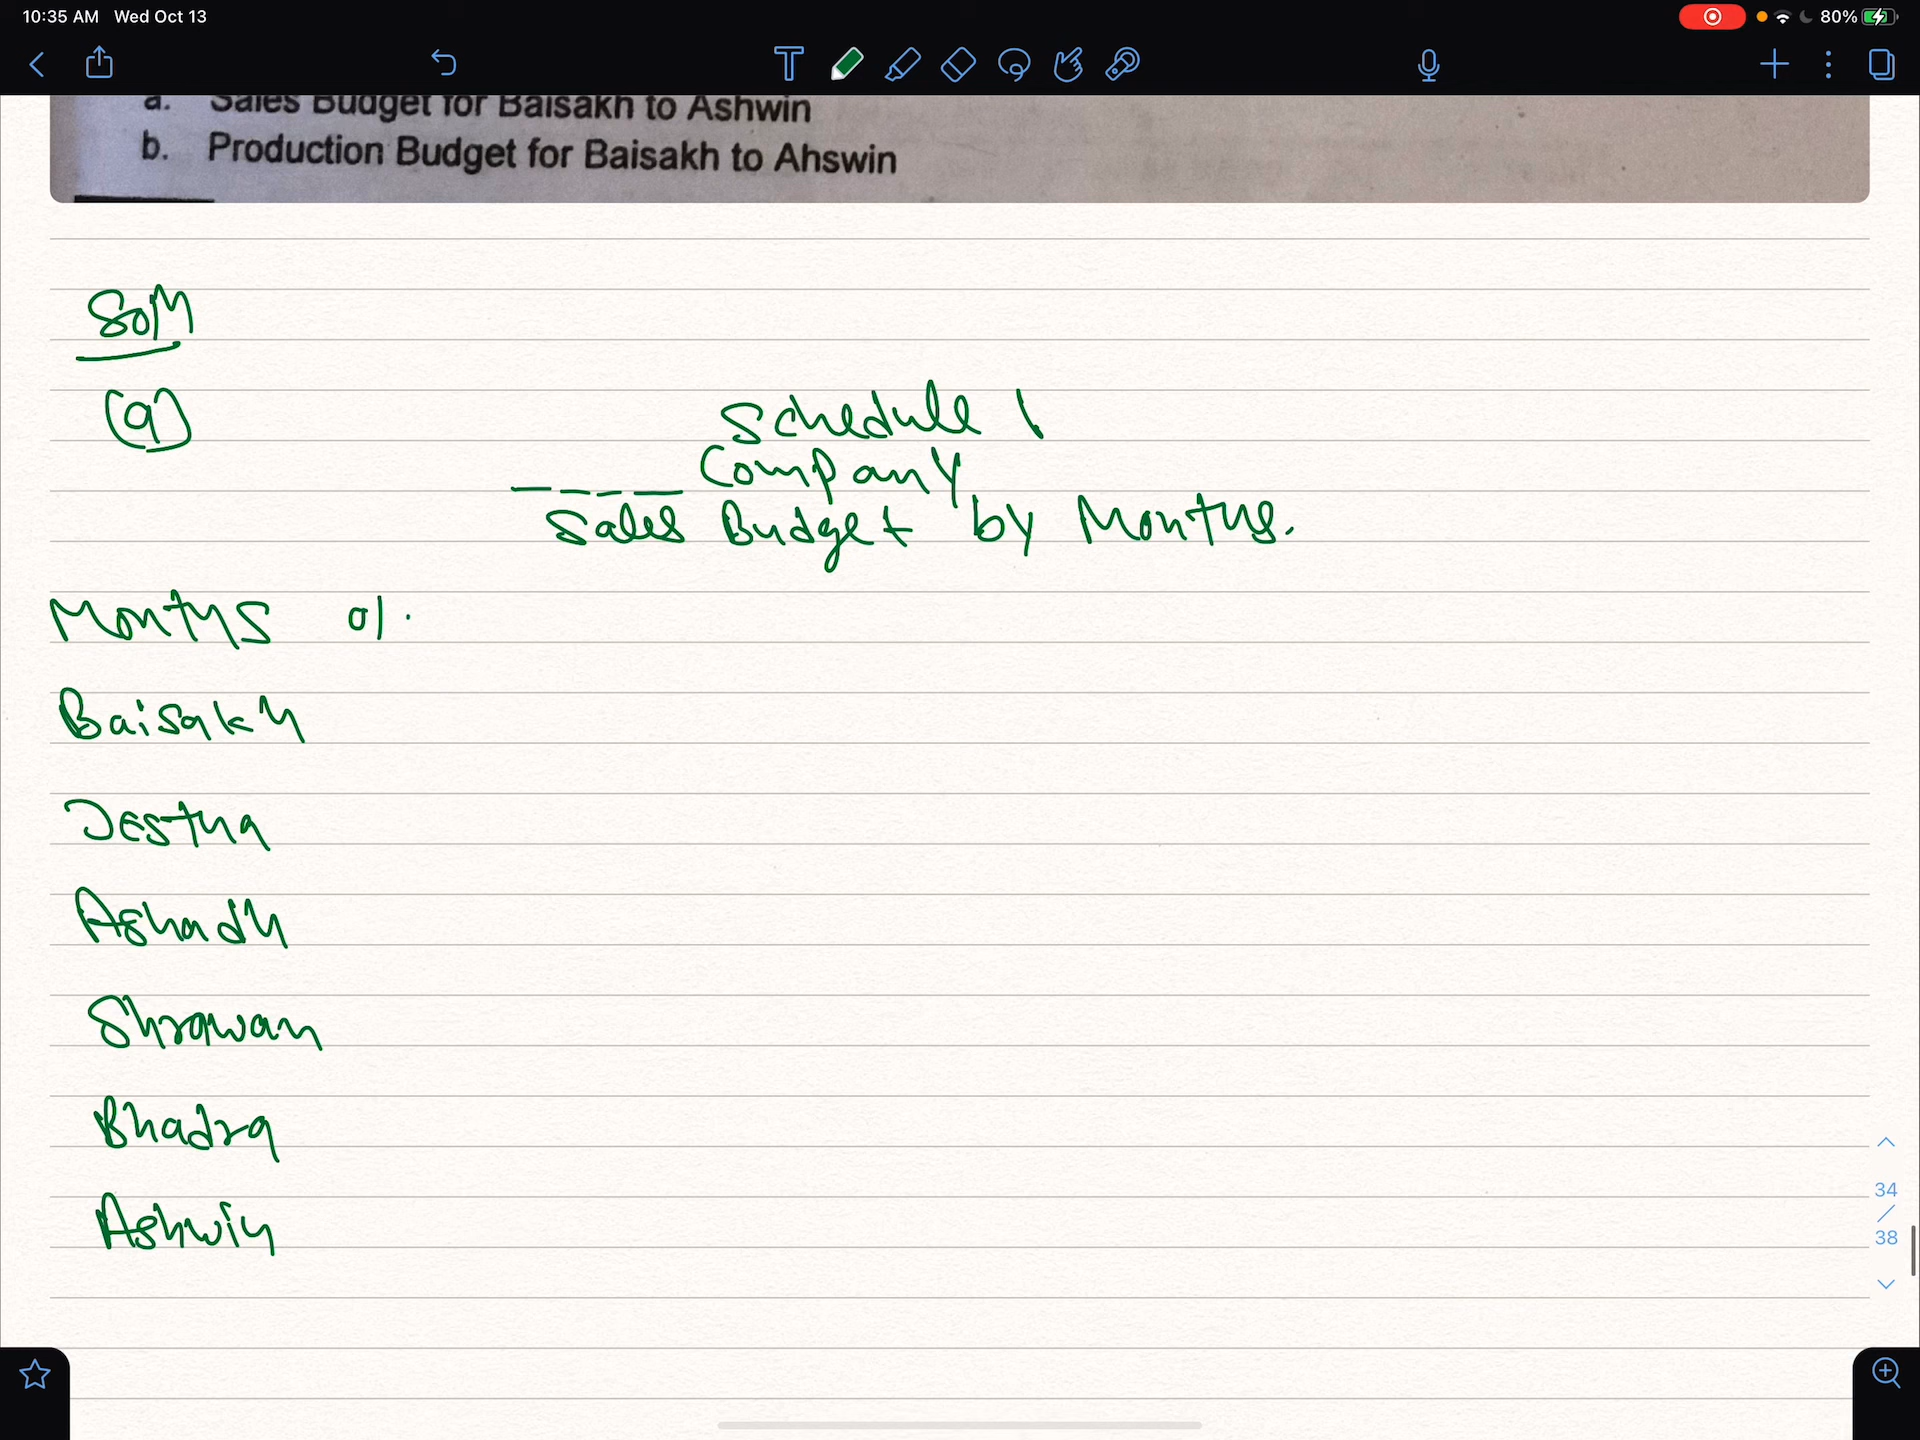 10:35 AM Wed Oct 13
80%
a. Sales Budget for Baisakh to Ashwin
b. Production Budget for Baisakh to Ahswin
Solⁿ
(a)
Schedule 1
---- Company
Sales Budget by Months.
Months %
Baisakh
Jestha
Ashadh
Shrawan
Bhadra
Ashwin
34
/
38